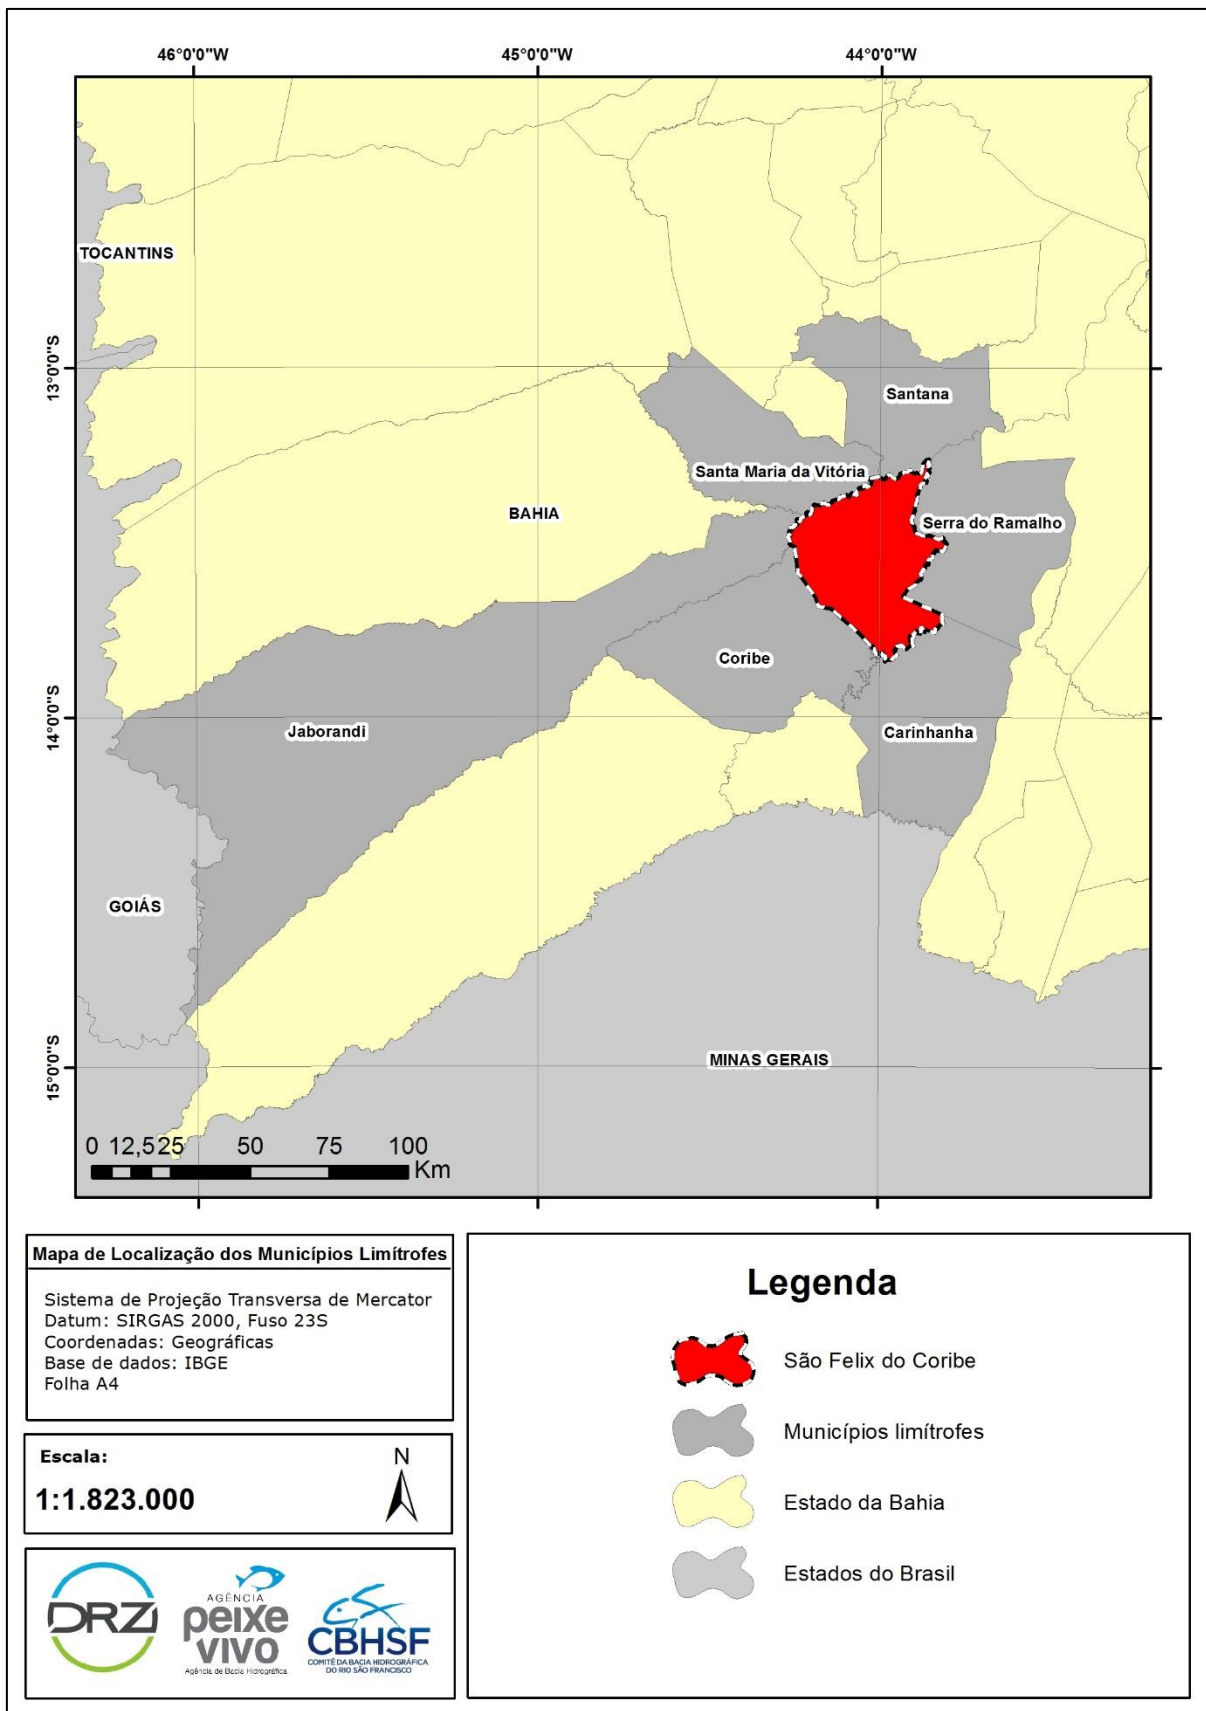 46°0'0"W 45°0'0"W 44°0'0"W
TOCANTINS
13°0'0"S
Santana
Santa Maria da Vitória
BAHIA
Serra do Ramalho
Coribe
14°0'0"S
Jaborandi
Carinhanha
GOIÁS
15°0'0"S
MINAS GERAIS
0 12,5 25 50 75 100
Km
Mapa de Localização dos Municípios Limítrofes
Sistema de Projeção Transversa de Mercator
Datum: SIRGAS 2000, Fuso 23S
Coordenadas: Geográficas
Base de dados: IBGE
Folha A4
Escala:
N
1:1.823.000
DRZ
AGÊNCIA
peixe
VIVO
Agência de Bacia Hidrográfica
CBHSF
COMITÊ DA BACIA HIDROGRÁFICA
DO RIO SÃO FRANCISCO
Legenda
São Felix do Coribe
Municípios limítrofes
Estado da Bahia
Estados do Brasil